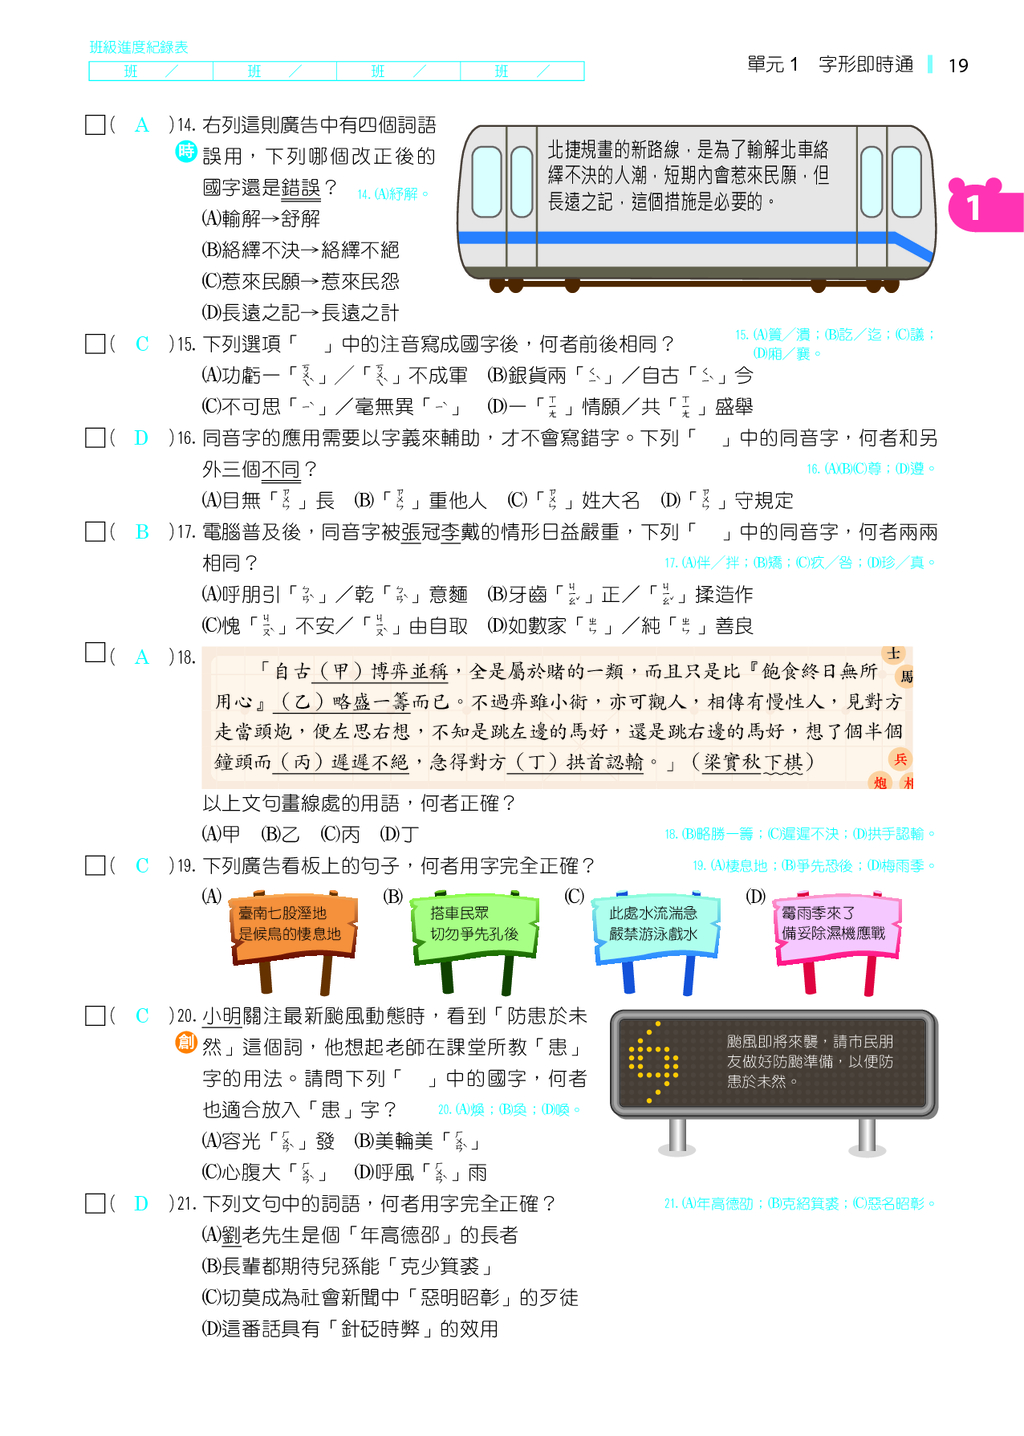 班級進度紀錄表
班　／　班　／　班　／　班　／
單元 1　字形即時通　19
1
(　A　)14. 右列這則廣告中有四個詞語
時 誤用，下列哪個改正後的
國字還是錯誤？ 14. (A)紓解。
(A)輸解→舒解
(B)絡繹不決→絡繹不絕
(C)惹來民願→惹來民怨
(D)長遠之記→長遠之計
北捷規畫的新路線，是為了輸解北車絡
繹不決的人潮，短期內會惹來民願，但
長遠之記，這個措施是必要的。
(　C　)15. 下列選項「　」中的注音寫成國字後，何者前後相同？
15. (A)簣／潰；(B)訖／迄；(C)議；
(D)廂／襄。
(A)功虧一「ㄎㄨㄟˋ」／「ㄎㄨㄟˋ」不成軍　(B)銀貨兩「ㄑㄧˋ」／自古「ㄑㄧˋ」今
(C)不可思「ㄧˋ」／毫無異「ㄧˋ」　(D)一「ㄒㄧㄤ」情願／共「ㄒㄧㄤ」盛舉
(　D　)16. 同音字的應用需要以字義來輔助，才不會寫錯字。下列「　」中的同音字，何者和另
外三個不同？ 16. (A)(B)(C)尊；(D)遵。
(A)目無「ㄗㄨㄣ」長　(B)「ㄗㄨㄣ」重他人　(C)「ㄗㄨㄣ」姓大名　(D)「ㄗㄨㄣ」守規定
(　B　)17. 電腦普及後，同音字被張冠李戴的情形日益嚴重，下列「　」中的同音字，何者兩兩
相同？ 17. (A)伴／拌；(B)矯；(C)疚／咎；(D)珍／真。
(A)呼朋引「ㄅㄢˋ」／乾「ㄅㄢˋ」意麵　(B)牙齒「ㄐㄧㄠˇ」正／「ㄐㄧㄠˇ」揉造作
(C)愧「ㄐㄧㄡˋ」不安／「ㄐㄧㄡˋ」由自取　(D)如數家「ㄓㄣ」／純「ㄓㄣ」善良
(　A　)18.
「自古（甲）博弈並稱，全是屬於賭的一類，而且只是比『飽食終日無所
用心』（乙）略盛一籌而已。不過弈雖小術，亦可觀人，相傳有慢性人，見對方
走當頭炮，便左思右想，不知是跳左邊的馬好，還是跳右邊的馬好，想了個半個
鐘頭而（丙）遲遲不絕，急得對方（丁）拱首認輸。」（梁實秋下棋）
士
馬
兵
炮
以上文句畫線處的用語，何者正確？
(A)甲　(B)乙　(C)丙　(D)丁　18. (B)略勝一籌；(C)遲遲不決；(D)拱手認輸。
(　C　)19. 下列廣告看板上的句子，何者用字完全正確？ 19. (A)棲息地；(B)爭先恐後；(D)梅雨季。
(A)
臺南七股溼地
是候鳥的悽息地
(B)
搭車民眾
切勿爭先孔後
(C)
此處水流湍急
嚴禁游泳戲水
(D)
霉雨季來了
備妥除濕機應戰
(　C　)20. 小明關注最新颱風動態時，看到「防患於未
創 然」這個詞，他想起老師在課堂所教「患」
字的用法。請問下列「　」中的國字，何者
也適合放入「患」字？ 20. (A)煥；(B)奐；(D)喚。
(A)容光「ㄏㄨㄢˋ」發　(B)美輪美「ㄏㄨㄢˋ」
(C)心腹大「ㄏㄨㄢˋ」　(D)呼風「ㄏㄨㄢˋ」雨
颱風即將來襲，請市民朋
友做好防颱準備，以便防
患於未然。
(　D　)21. 下列文句中的詞語，何者用字完全正確？ 21. (A)年高德劭；(B)克紹箕裘；(C)惡名昭彰。
(A)劉老先生是個「年高德邵」的長者
(B)長輩都期待兒孫能「克少箕裘」
(C)切莫成為社會新聞中「惡明昭彰」的歹徒
(D)這番話具有「針砭時弊」的效用